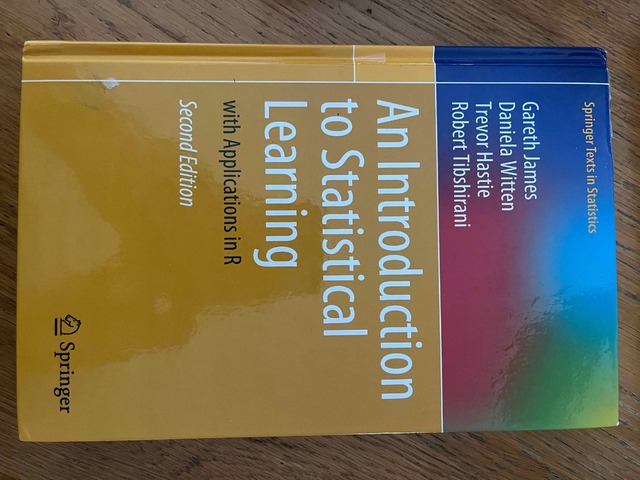 Springer Texts in Statistics
Gareth James
Daniela Witten
Trevor Hastie
Robert Tibshirani
An Introduction
to Statistical
Learning
with Applications in R
Second Edition
Springer